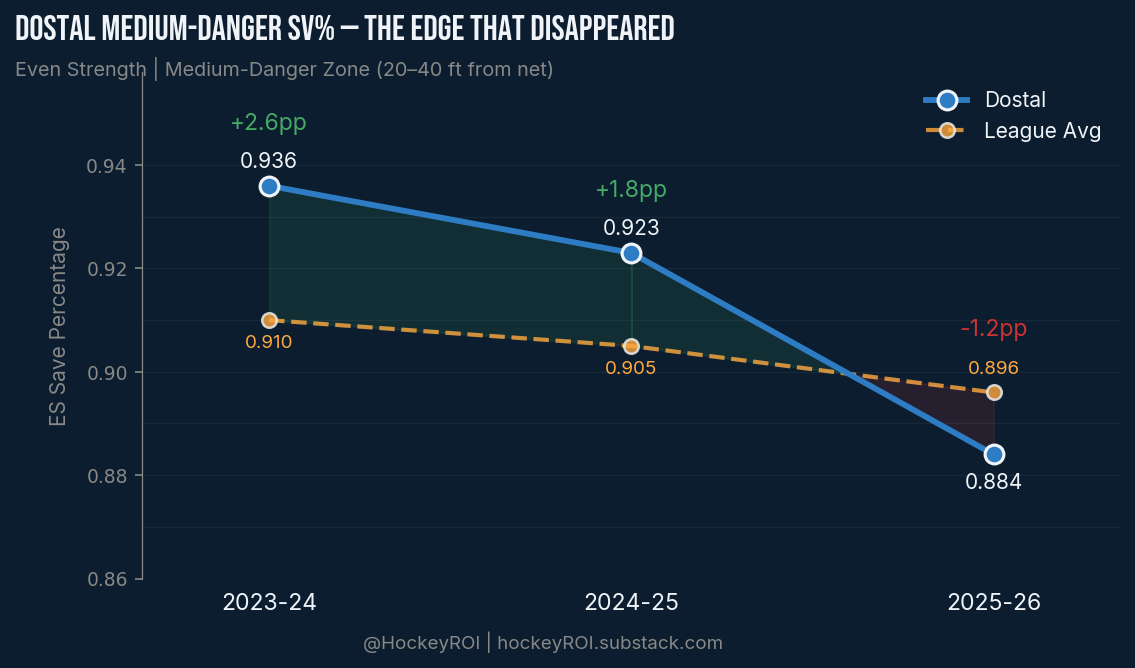 DOSTAL MEDIUM-DANGER SV% — THE EDGE THAT DISAPPEARED
Even Strength | Medium-Danger Zone (20–40 ft from net)
Dostal
League Avg
+2.6pp
0.936
+1.8pp
0.923
-1.2pp
0.896
0.910
0.905
0.884
ES Save Percentage
0.94
0.92
0.90
0.88
0.86
2023-24
2024-25
2025-26
@HockeyROI | hockeyROI.substack.com